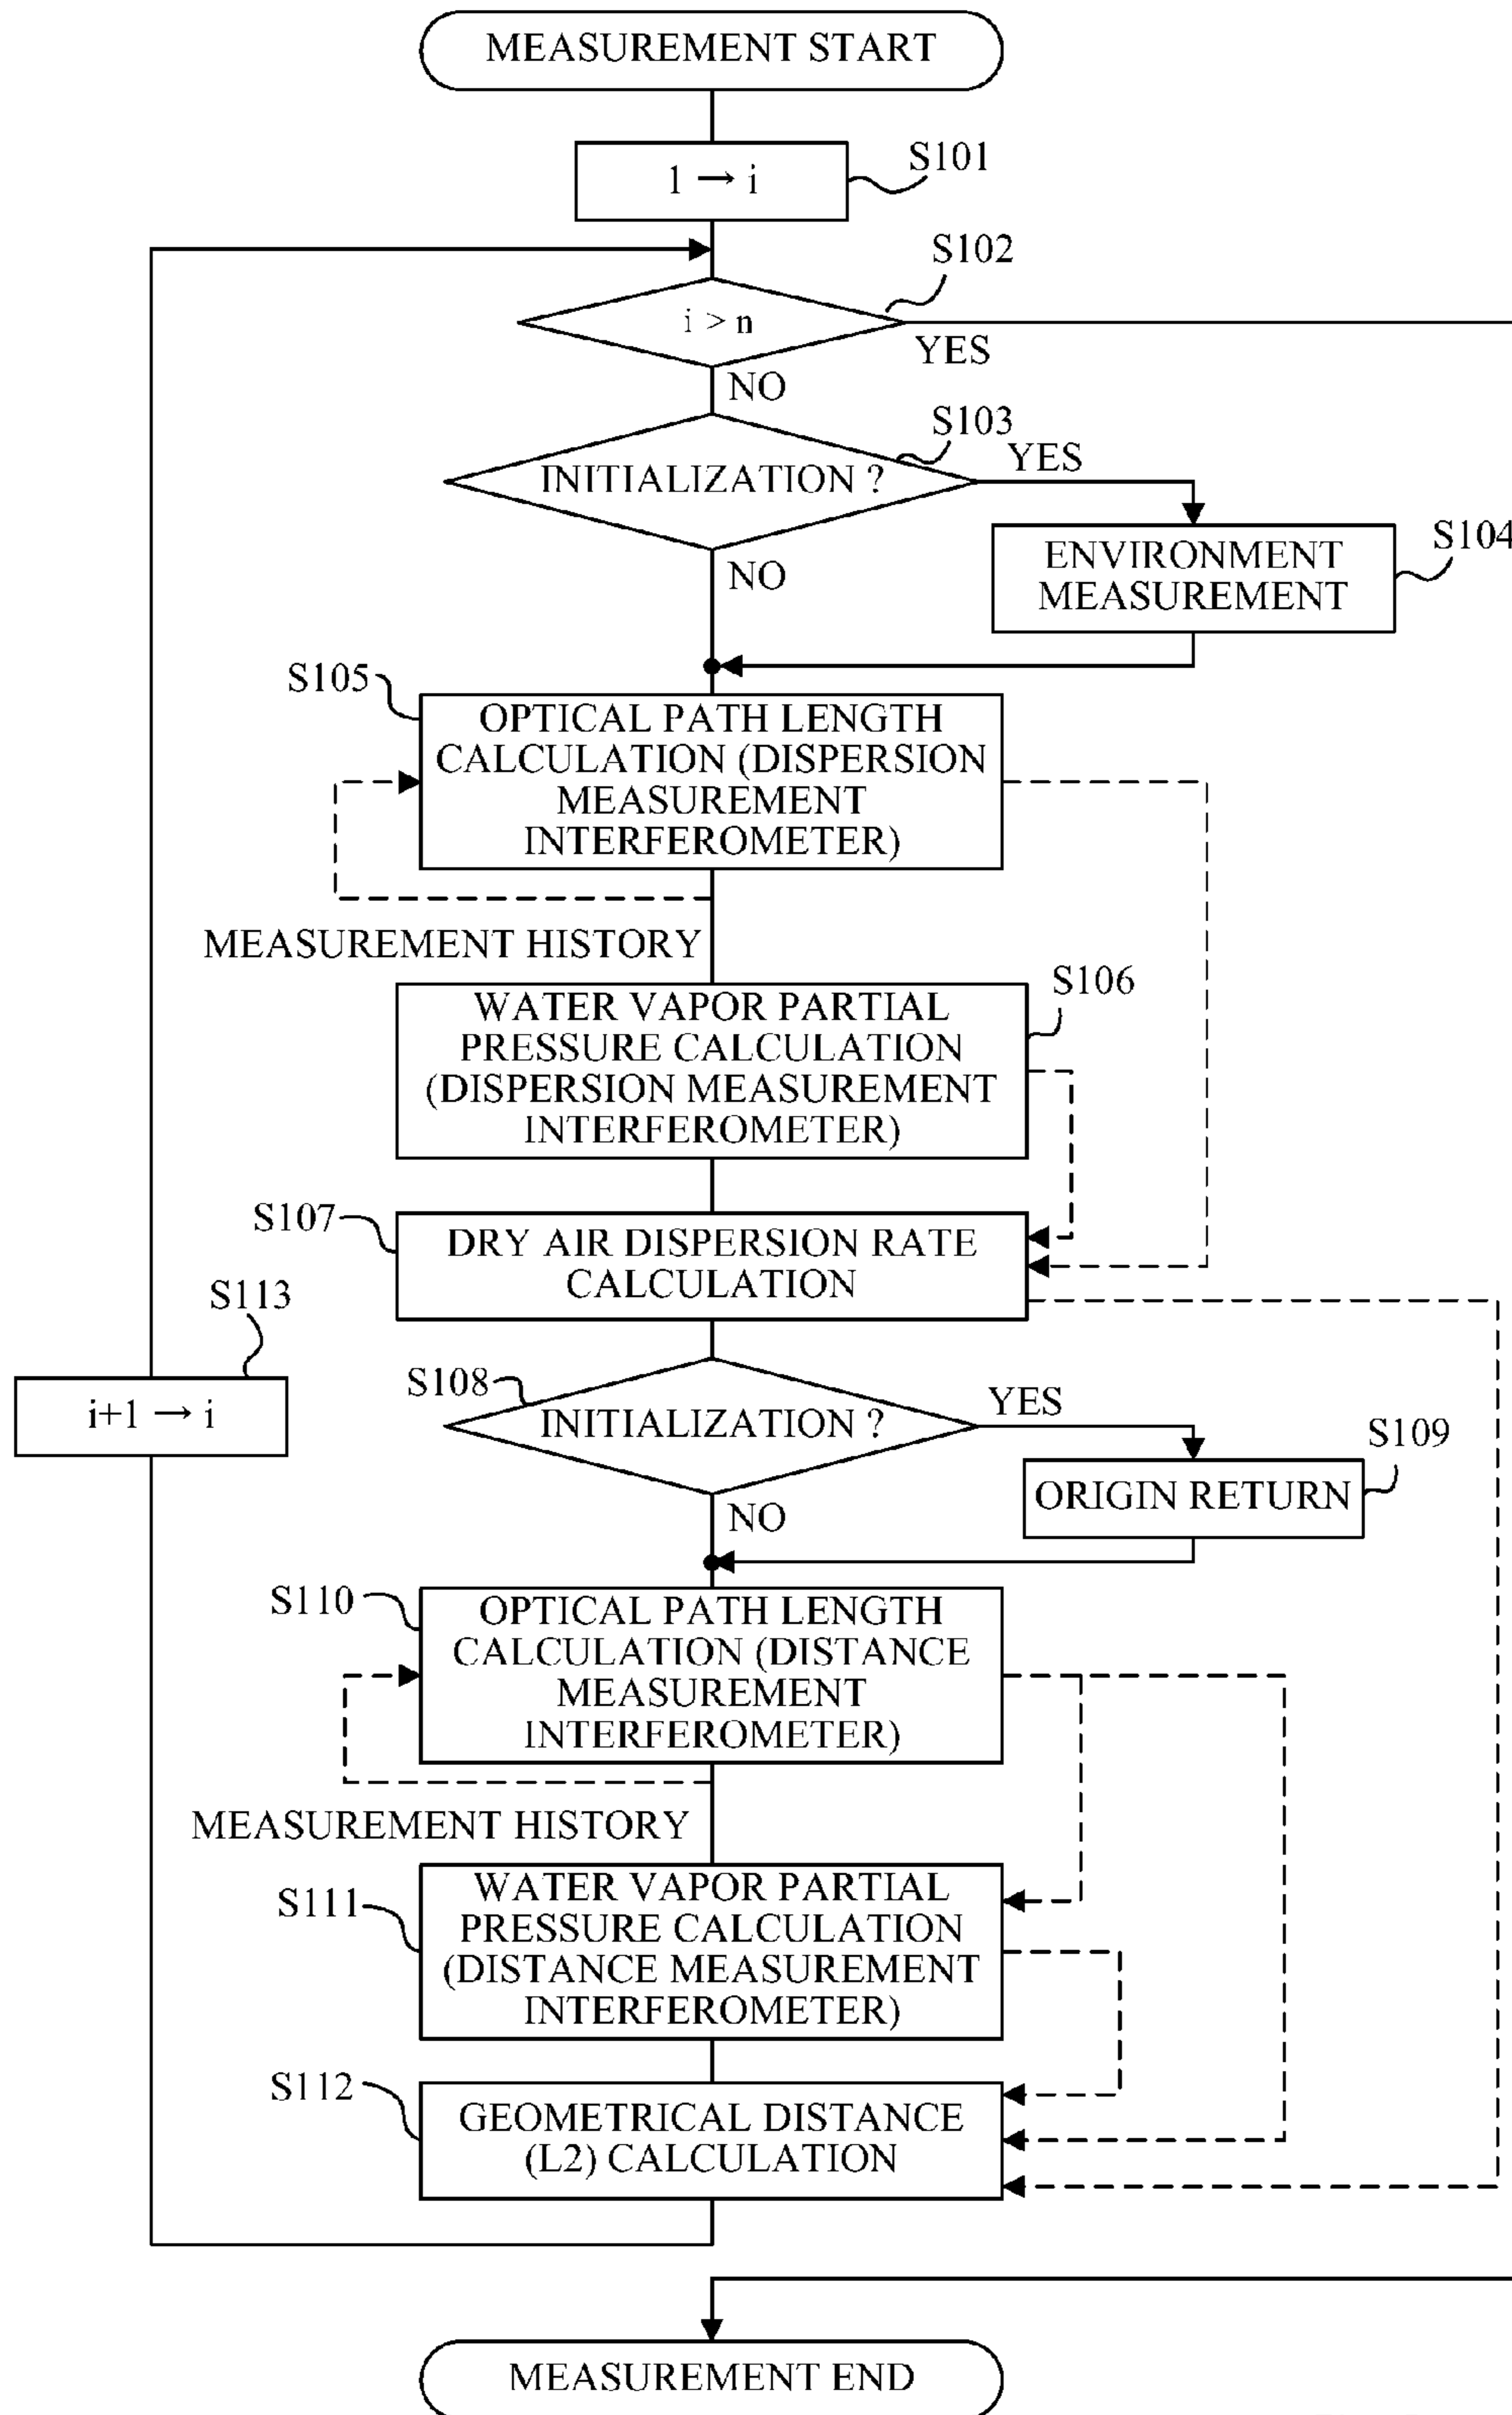 MEASUREMENT START
1 → i
S101
S102
i > n
YES
NO
S103
INITIALIZATION ?
YES
S104
ENVIRONMENT
MEASUREMENT
NO
S105
OPTICAL PATH LENGTH
CALCULATION (DISPERSION
MEASUREMENT
INTERFEROMETER)
MEASUREMENT HISTORY
S106
WATER VAPOR PARTIAL
PRESSURE CALCULATION
(DISPERSION MEASUREMENT
INTERFEROMETER)
S107
DRY AIR DISPERSION RATE
CALCULATION
S113
i+1 → i
S108
INITIALIZATION ?
YES
S109
ORIGIN RETURN
NO
S110
OPTICAL PATH LENGTH
CALCULATION (DISTANCE
MEASUREMENT
INTERFEROMETER)
MEASUREMENT HISTORY
S111
WATER VAPOR PARTIAL
PRESSURE CALCULATION
(DISTANCE MEASUREMENT
INTERFEROMETER)
S112
GEOMETRICAL DISTANCE
(L2) CALCULATION
MEASUREMENT END